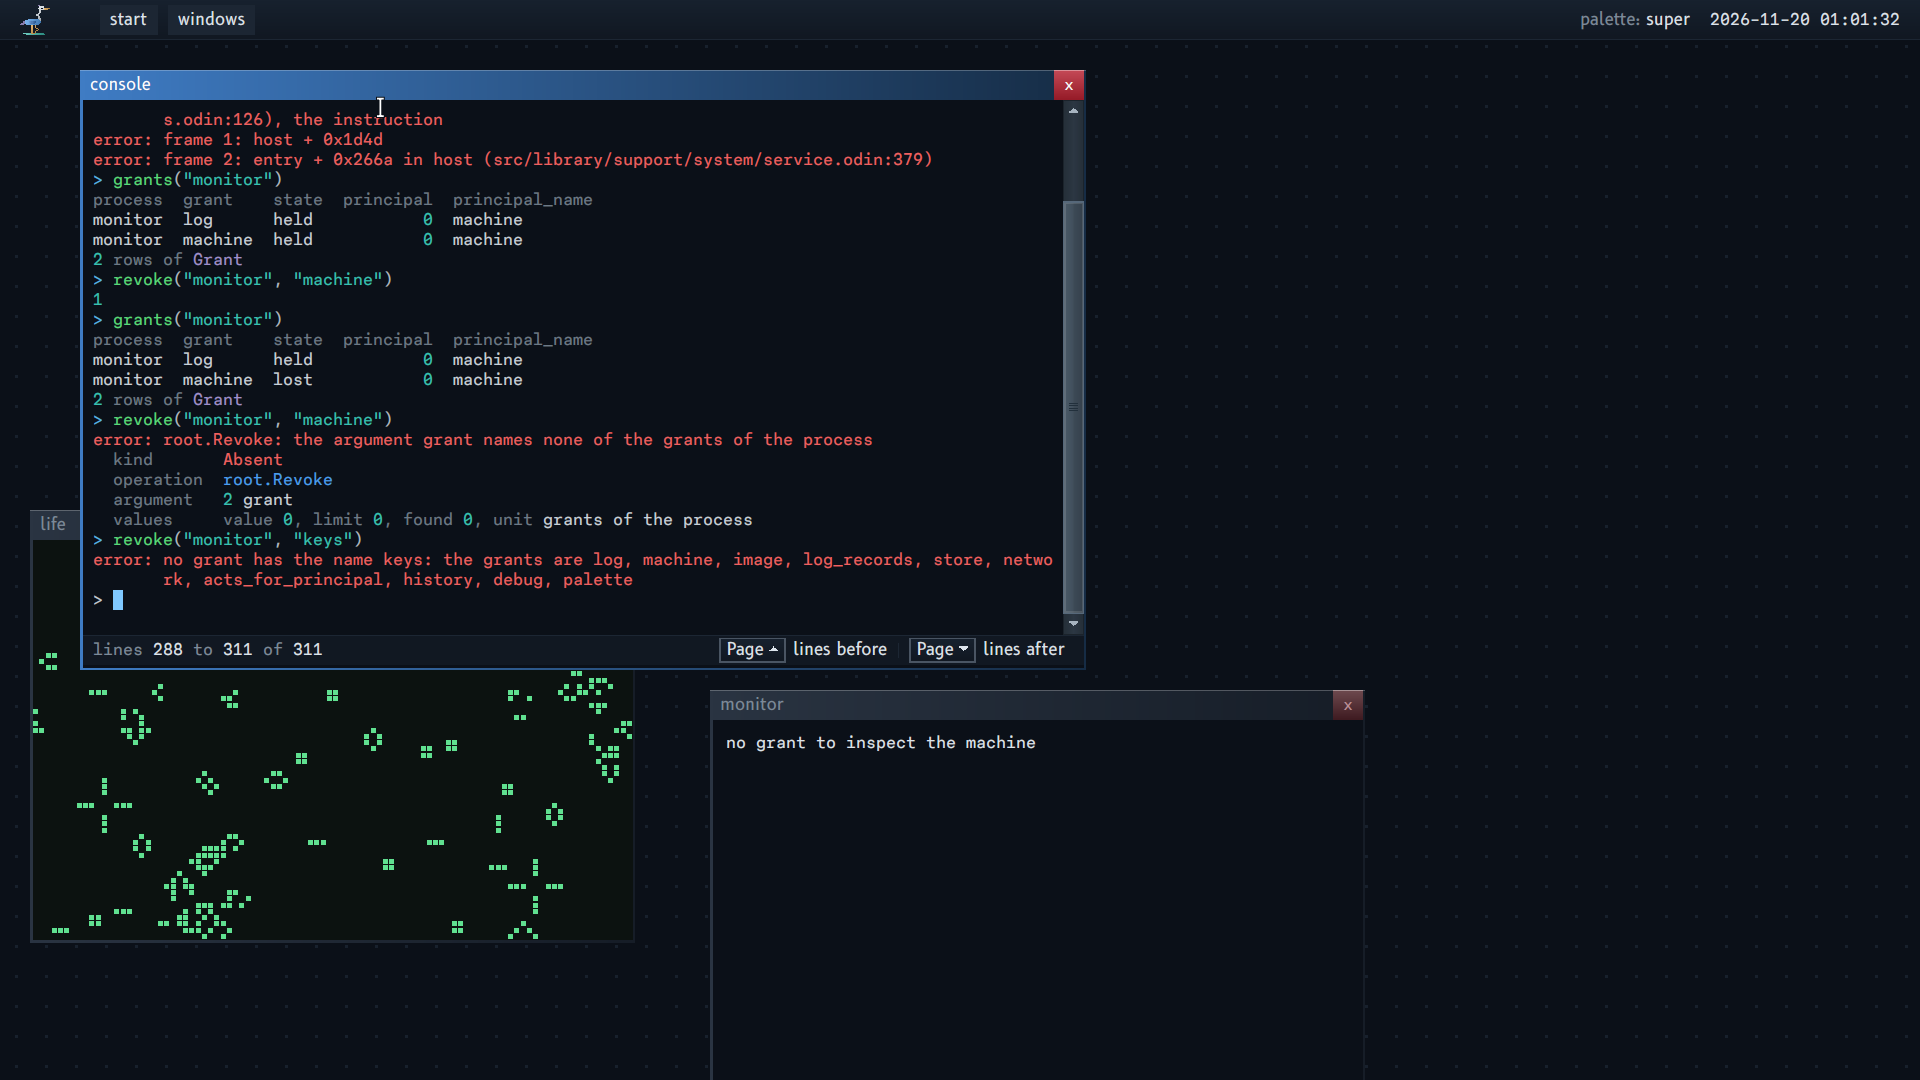 start windows palette: super 2026-11-20 01:01:32
console x
s.odin:126), the instruction
error: frame 1: host + 0x1d4d
error: frame 2: entry + 0x266a in host (src/library/support/system/service.odin:379)
> grants("monitor")
process grant state principal principal_name
monitor log held 0 machine
monitor machine held 0 machine
2 rows of Grant
> revoke("monitor", "machine")
1
> grants("monitor")
process grant state principal principal_name
monitor log held 0 machine
monitor machine lost 0 machine
2 rows of Grant
> revoke("monitor", "machine")
error: root.Revoke: the argument grant names none of the grants of the process
kind Absent
operation root.Revoke
argument 2 grant
values value 0, limit 0, found 0, unit grants of the process
> revoke("monitor", "keys")
error: no grant has the name keys: the grants are log, machine, image, log_records, store, netwo
rk, acts_for_principal, history, debug, palette
>
lines 288 to 311 of 311 Page lines before Page lines after
life
monitor x
no grant to inspect the machine